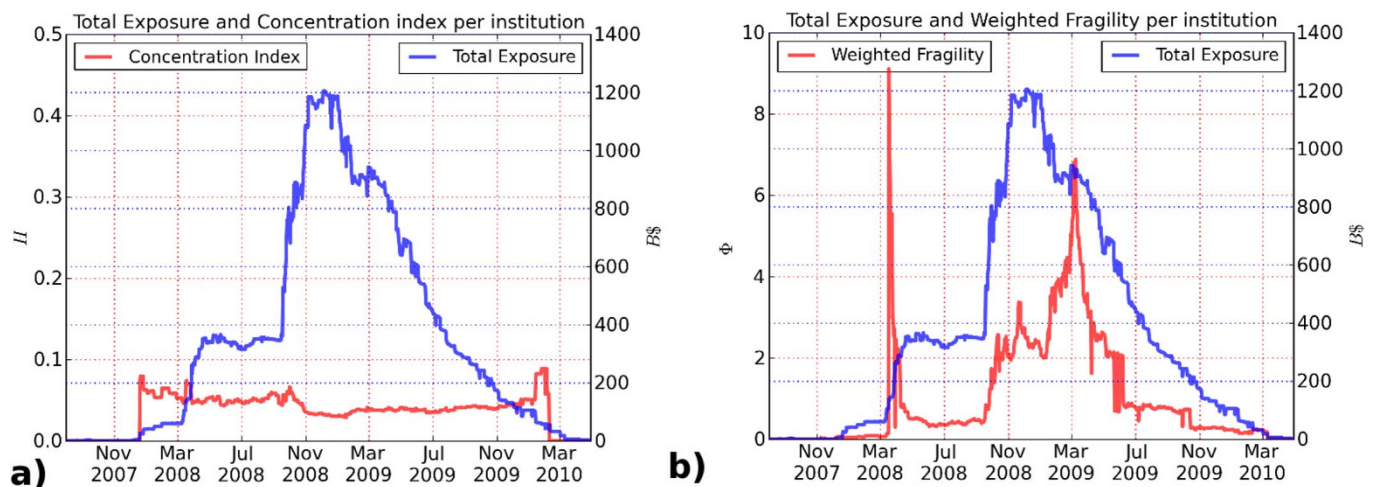 Total Exposure and Concentration index per institution
0.5
0.4
0.3
0.2
0.1
0.0
H
Concentration Index
Total Exposure
1400
1200
1000
800
600
400
200
0
B$
Nov Mar Jul Nov Mar Jul Nov Mar
2007 2008 2008 2008 2009 2009 2009 2010
a)
Total Exposure and Weighted Fragility per institution
10
8
6
4
2
0
Φ
Weighted Fragility
Total Exposure
1400
1200
1000
800
600
400
200
0
B$
Nov Mar Jul Nov Mar Jul Nov Mar
2007 2008 2009 2008 2009 2009 2009 2010
b)